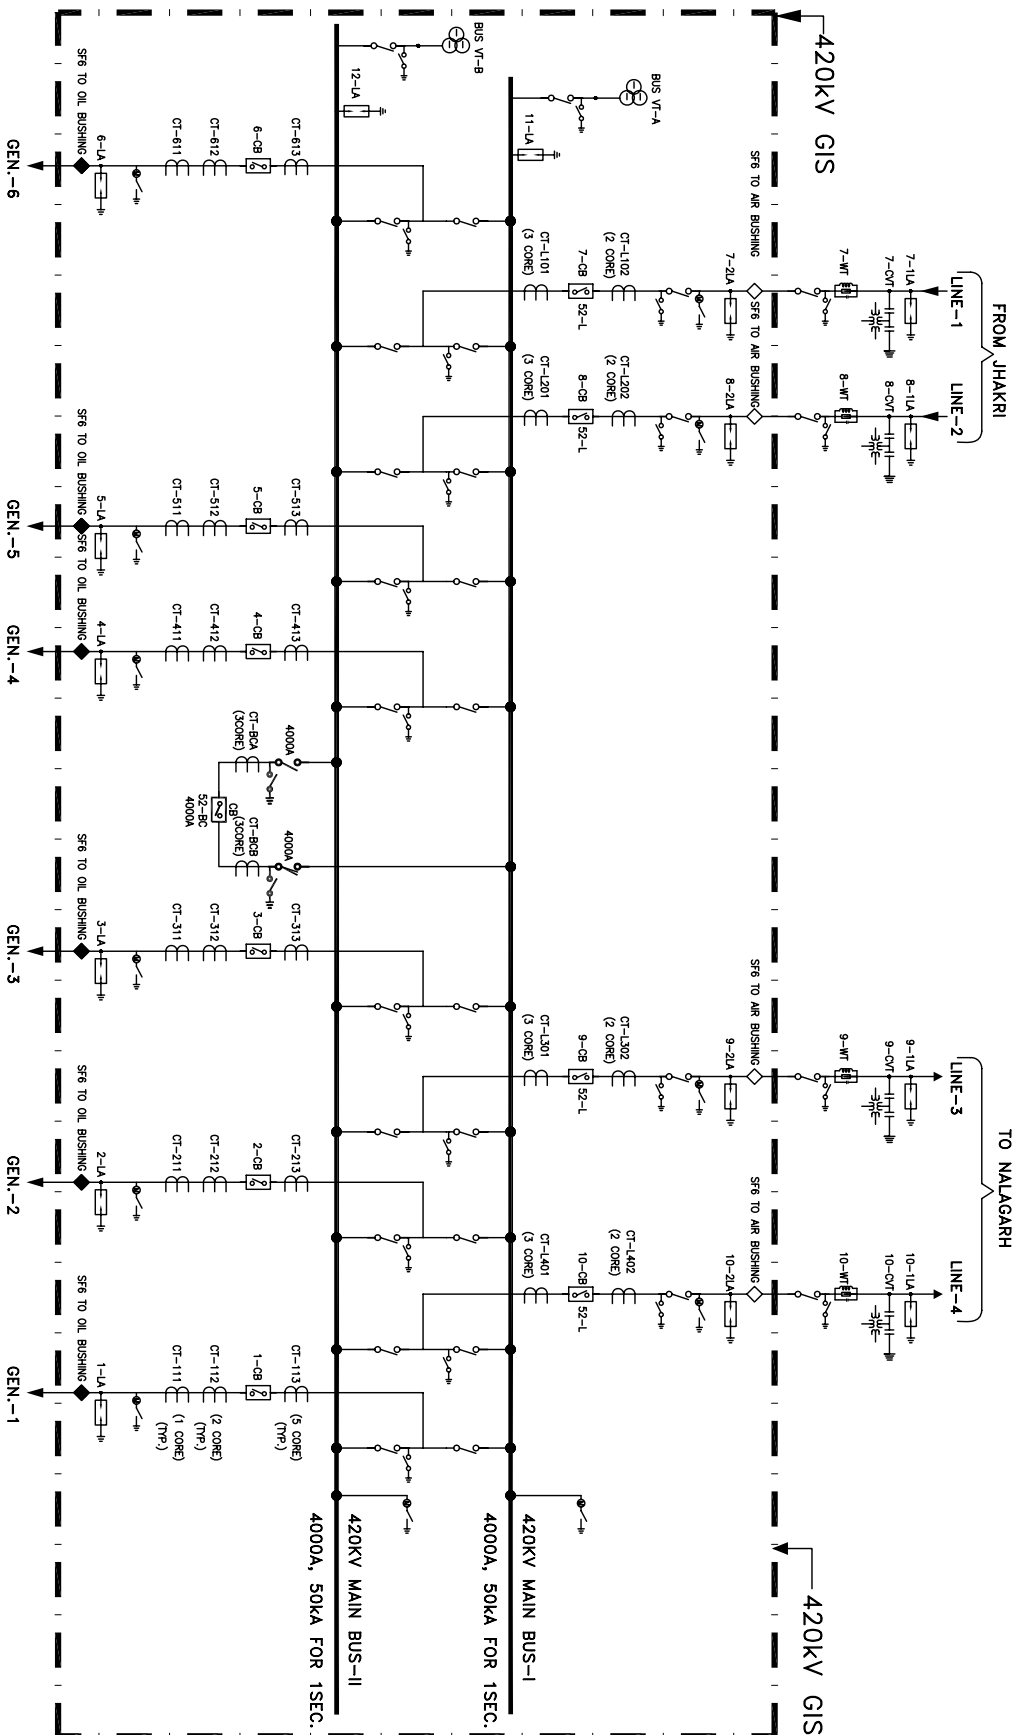 420kV GIS
420kV GIS
FROM JHAKRI
TO NALAGARH
LINE-1
LINE-2
LINE-3
LINE-4
7-1LA
7-CVT
7-WT
8-1LA
8-CVT
8-WT
9-1LA
9-CVT
9-WT
10-1LA
10-CVT
10-WT
SF6 TO AIR BUSHING
SF6 TO AIR BUSHING
SF6 TO AIR BUSHING
SF6 TO AIR BUSHING
7-2LA
8-2LA
9-2LA
10-2LA
BUS VT-A
11-LA
CT-L102
(2 CORE)
7-CB
52-L
CT-L101
(3 CORE)
CT-L202
(2 CORE)
8-CB
52-L
CT-L201
(3 CORE)
CT-L302
(2 CORE)
9-CB
52-L
CT-L301
(3 CORE)
CT-L402
(2 CORE)
10-CB
52-L
CT-L401
(3 CORE)
420KV MAIN BUS-I
4000A, 50kA FOR 1SEC.
BUS VT-B
12-LA
420KV MAIN BUS-II
4000A, 50kA FOR 1SEC.
CT-613
6-CB
CT-612
CT-611
6-LA
SF6 TO OIL BUSHING
GEN.-6
CT-513
5-CB
CT-512
CT-511
5-LA
SF6 TO OIL BUSHING
GEN.-5
CT-413
4-CB
CT-412
CT-411
4-LA
SF6 TO OIL BUSHING
GEN.-4
4000A
CT-BCA
(3CORE)
CB
52-BC
4000A
4000A
CT-BCB
(3CORE)
CT-313
3-CB
CT-312
CT-311
3-LA
SF6 TO OIL BUSHING
GEN.-3
CT-213
2-CB
CT-212
CT-211
2-LA
SF6 TO OIL BUSHING
GEN.-2
CT-113
(5 CORE)
(TYP.)
1-CB
CT-112
(2 CORE)
(TYP.)
CT-111
(1 CORE)
(TYP.)
1-LA
SF6 TO OIL BUSHING
GEN.-1